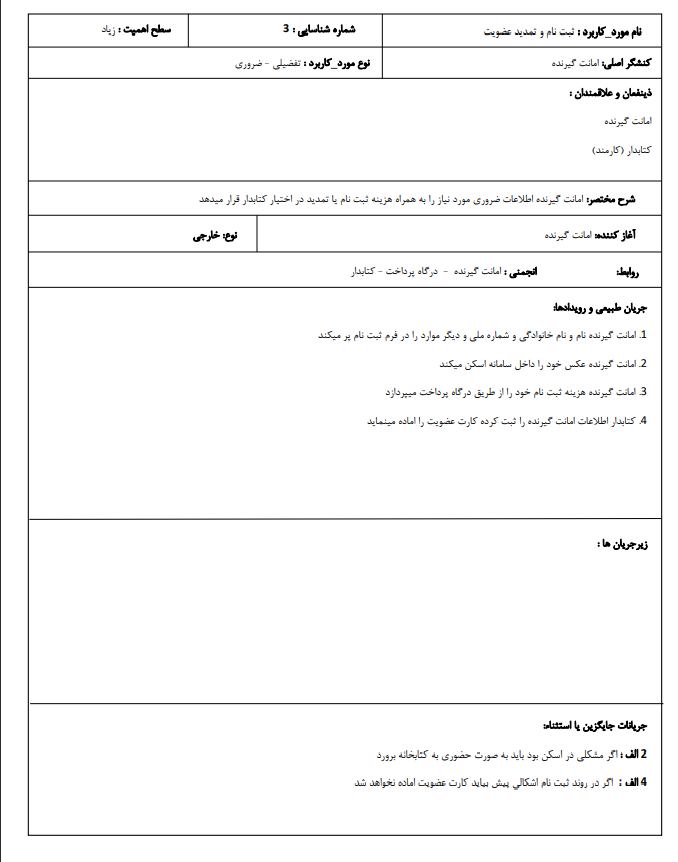 نام مورد_کاربرد : ثبت نام و تمدید عضویت
شماره شناسایی : 3
سطح اهمیت : زیاد
کنشگر اصلی: امانت گیرنده
نوع مورد_کاربرد : تفضیلی - ضروری
ذینفعان و علاقمندان :
امانت گیرنده
کتابدار (کارمند)
شرح مختصر: امانت گیرنده اطلاعات ضروری مورد نیاز را به همراه هزینه ثبت نام یا تمدید در اختیار کتابدار قرار میدهد
آغاز کننده: امانت گیرنده
نوع: خارجی
روابط: انجمنی : امانت گیرنده - درگاه پرداخت - کتابدار
جریان طبیعی و رویدادها:
1. امانت گیرنده نام و نام خانوادگی و شماره ملی و دیگر موارد را در فرم ثبت نام پر میکند
2. امانت گیرنده عکس خود را داخل سامانه اسکن میکند
3. امانت گیرنده هزینه ثبت نام خود را از طریق درگاه پرداخت میپردازد
4. کتابدار اطلاعات امانت گیرنده را ثبت کرده کارت عضویت را اماده مینماید
زیرجریان ها :
جریانات جایگزین یا استثناء:
2 الف : اگر مشکلی در اسکن بود باید به صورت حضوری به کتابخانه برورد
4 الف : اگر در روند ثبت نام اشکالي پیش بیاید کارت عضویت اماده نخواهد شد